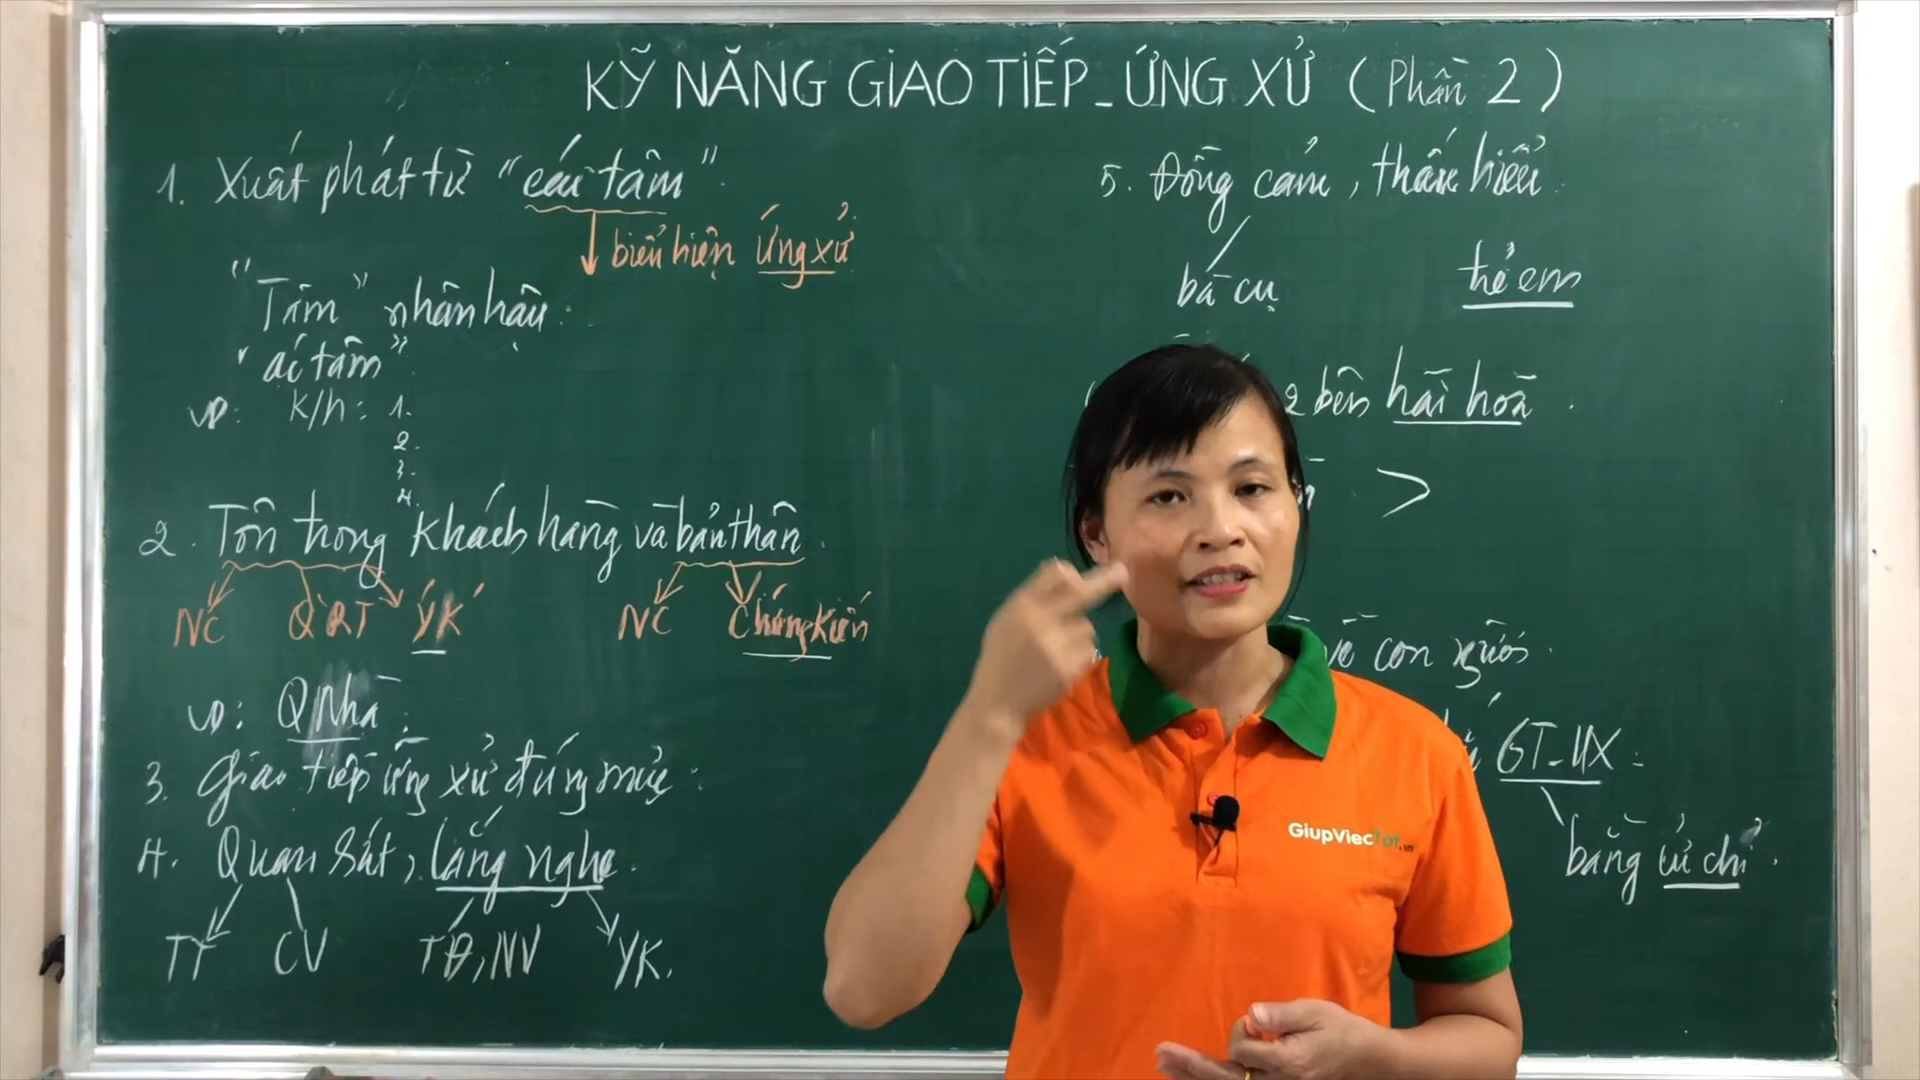 KỸ NĂNG GIAO TIẾP_ỨNG XỬ (Phần 2)
1. Xuất phát từ "cái tâm"
biểu hiện ứng xử
"Tâm" nhân hậu.
"ác tâm"
VD: K/h: 1.
2.
3.
4.
2. Tôn trọng khách hàng và bản thân.
NC QRT ÝK NC Chứng kiến
VD: Q Nhà:
3. Giao tiếp ứng xử đúng mực:
4. Quan sát, lắng nghe.
TT CV TĐ, NV YK.
5. Đồng cảm, thấu hiểu.
bà cụ trẻ em
2 bên hài hoà.
>
về con người.
GT-ƯX:
bằng cử chỉ.
GiupViecTot.vn